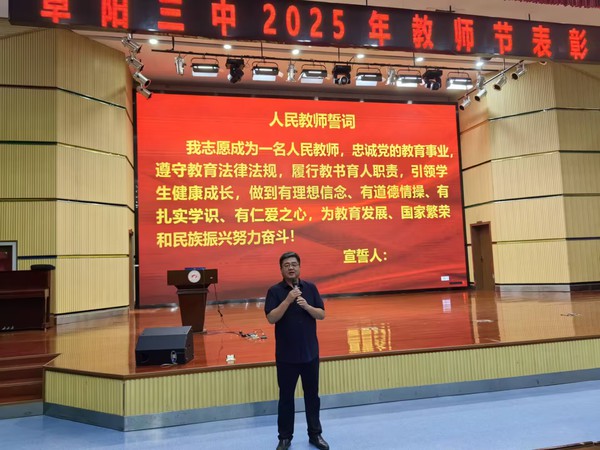 阜阳三中2025年教师节表彰
人民教师誓词
我志愿成为一名人民教师，忠诚党的教育事业，
遵守教育法律法规，履行教书育人职责，引领学
生健康成长，做到有理想信念、有道德情操、有
扎实学识、有仁爱之心，为教育发展、国家繁荣
和民族振兴努力奋斗！
宣誓人：